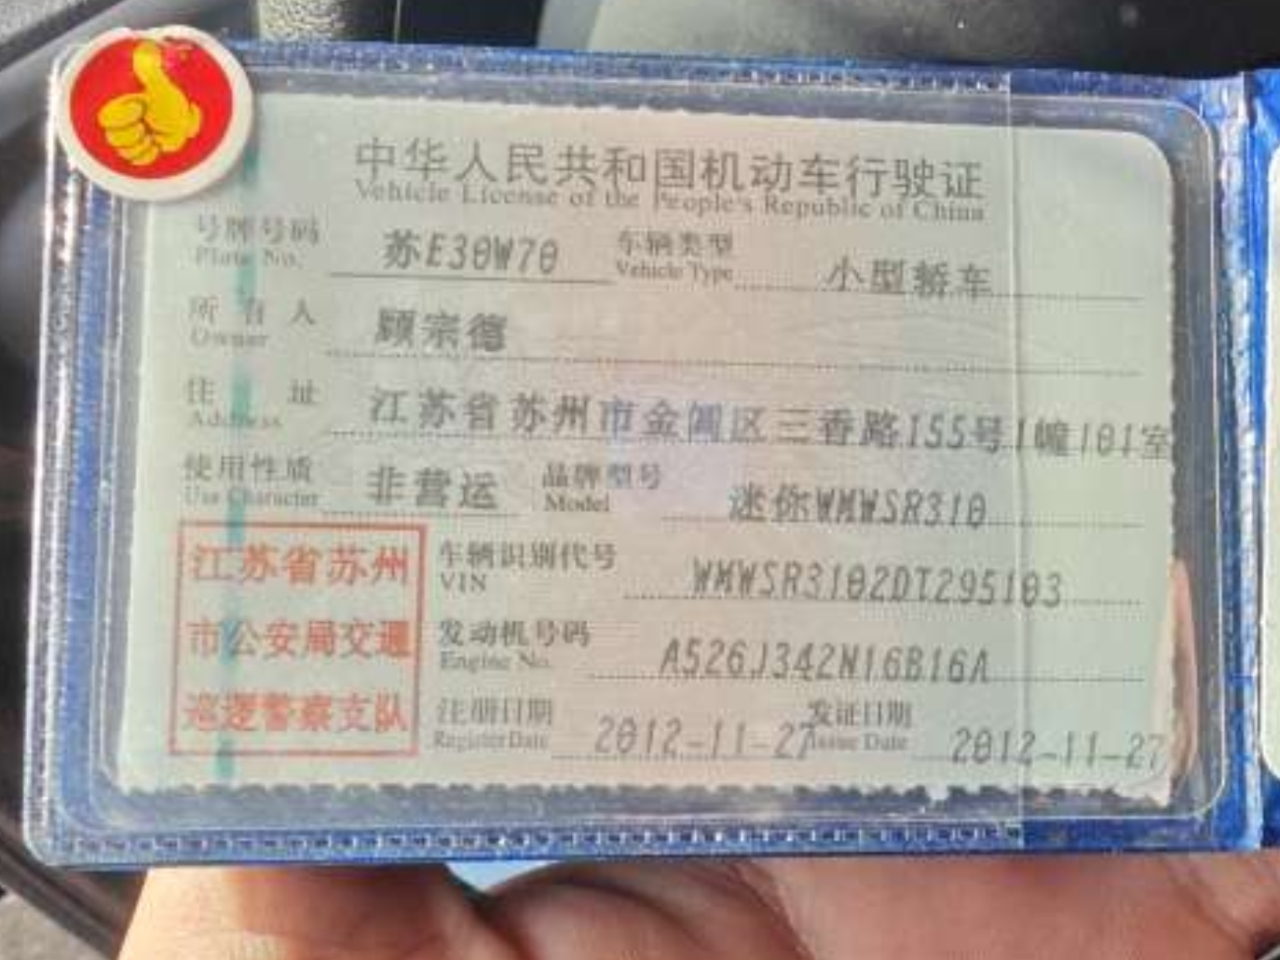 中华人民共和国机动车行驶证
Vehicle License of the People's Republic of China
号牌号码 苏E30W70 车辆类型 小型轿车
Plate No. Vehicle Type
所有人 顾宗德
Owner
住址 江苏省苏州市金阊区三香路155号1幢101室
Address
使用性质 非营运 品牌型号 迷你WMWSR310
Use Character Model
江苏省苏州
市公安局交通
巡逻警察支队
车辆识别代号 WMWSR3102DT295103
VIN
发动机号码 A526J342N16B16A
Engine No.
注册日期 2012-11-27 发证日期 2012-11-27
Register Date Issue Date